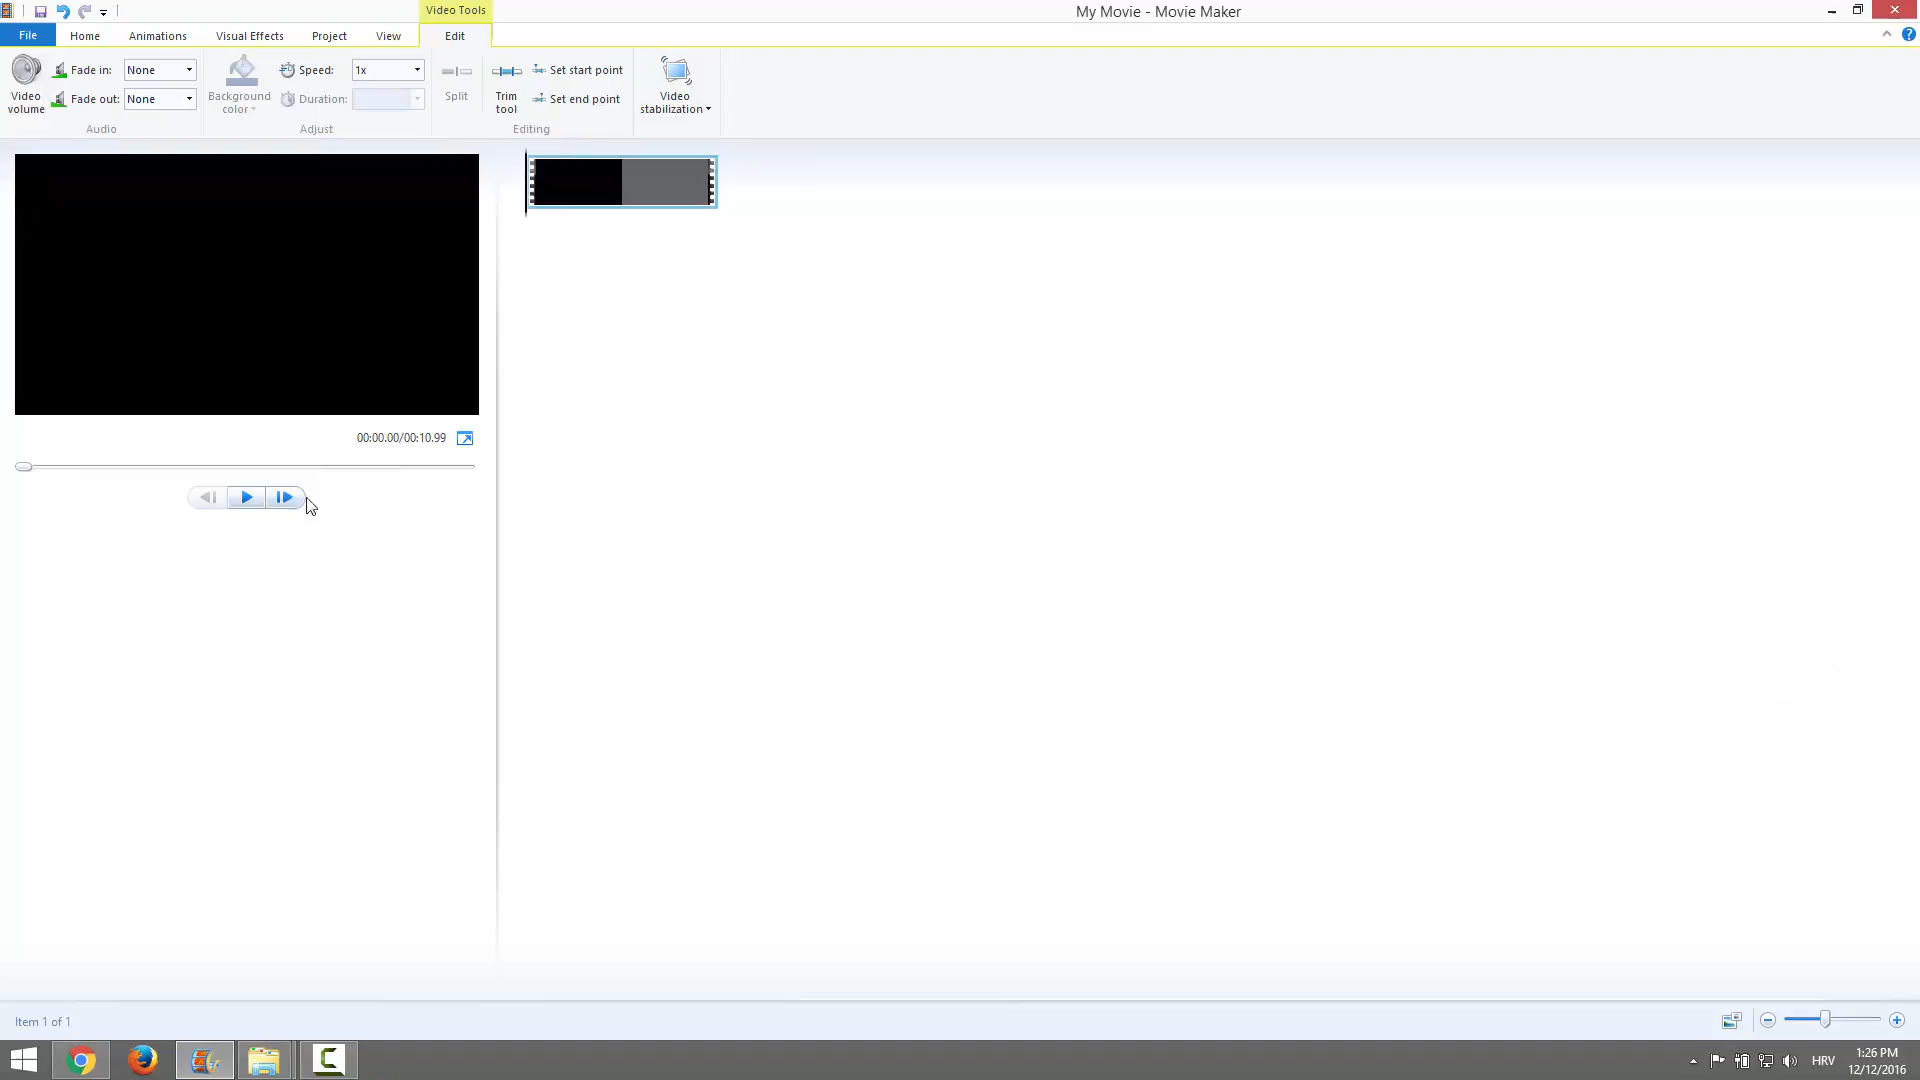 Video Tools
My Movie - Movie Maker
File
Home
Animations
Visual Effects
Project
View
Edit
Video volume
Fade in:
None
Fade out:
None
Audio
Background color
Speed:
1x
Duration:
Adjust
Split
Trim tool
Set start point
Set end point
Editing
Video stabilization
00:00.00/00:10.99
Item 1 of 1
HRV
1:26 PM
12/12/2016